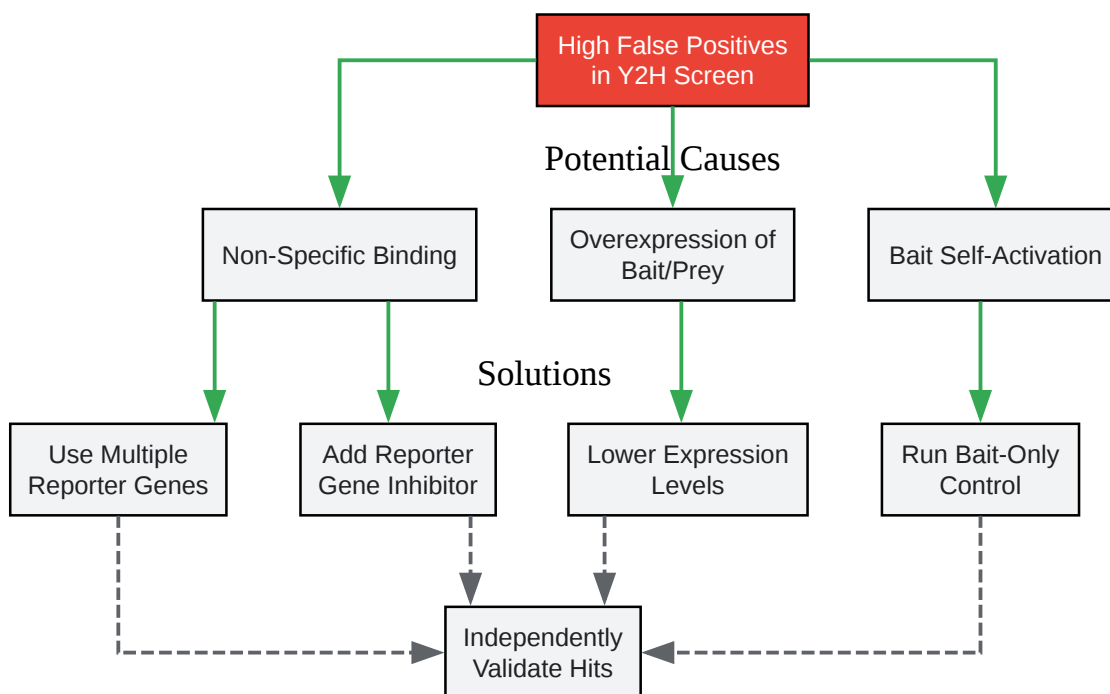 High False Positives
in Y2H Screen
Potential Causes
Non-Specific Binding
Overexpression of
Bait/Prey
Bait Self-Activation
Solutions
Use Multiple
Reporter Genes
Add Reporter
Gene Inhibitor
Lower Expression
Levels
Run Bait-Only
Control
Independently
Validate Hits